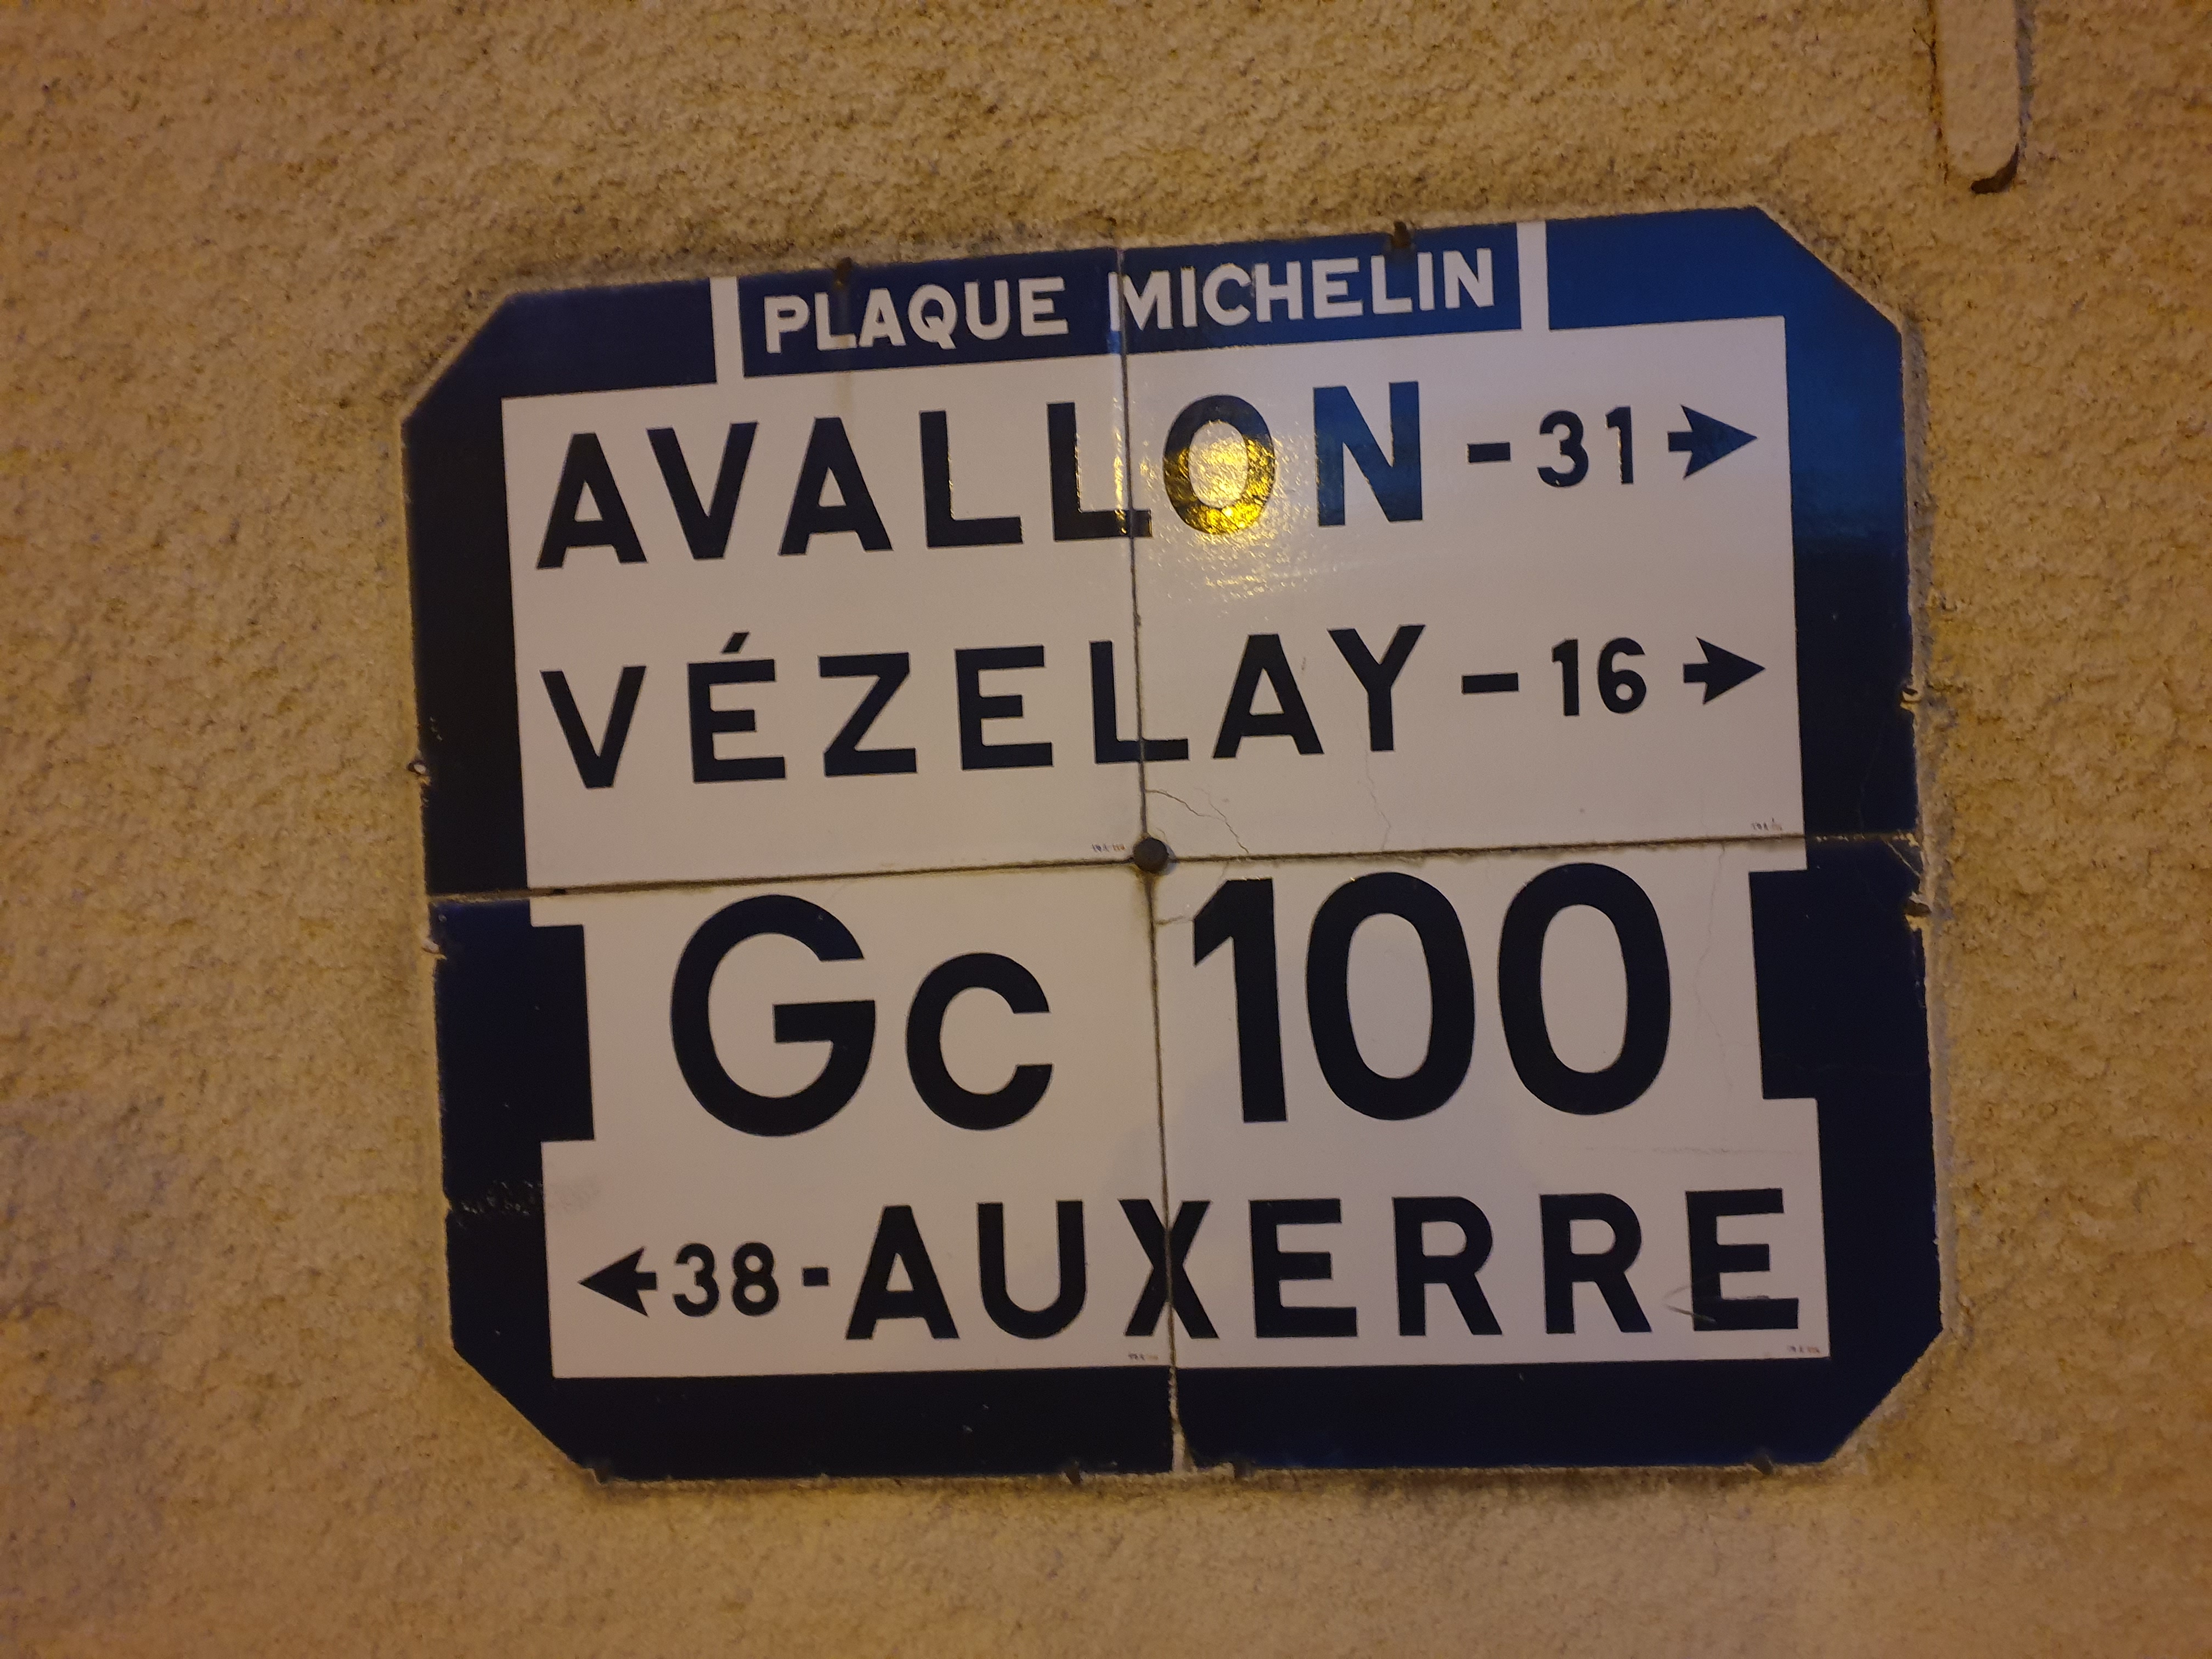 PLAQUE MICHELIN
AVALLON - 31 →
VÉZELAY - 16 →
Gc 100
← 38 - AUXERRE